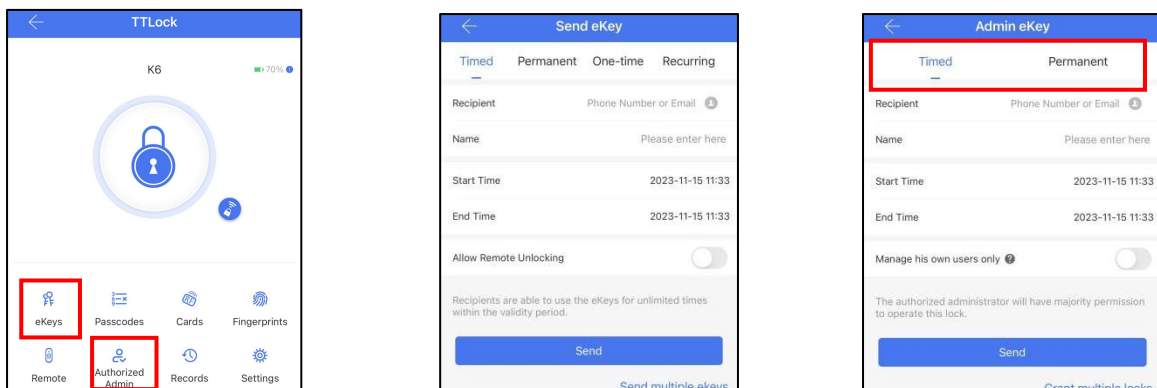 TTLock
K6
70%
eKeys
Passcodes
Cards
Fingerprints
Remote
Authorized
Admin
Records
Settings
Send eKey
Timed Permanent One-time Recurring
Recipient Phone Number or Email
Name Please enter here
Start Time 2023-11-15 11:33
End Time 2023-11-15 11:33
Allow Remote Unlocking
Recipients are able to use the eKeys for unlimited times
within the validity period.
Send
Send multiple ekeys
Admin eKey
Timed Permanent
Recipient Phone Number or Email
Name Please enter here
Start Time 2023-11-15 11:33
End Time 2023-11-15 11:33
Manage his own users only
The authorized administrator will have majority permission
to operate this lock.
Send
Grant multiple locks